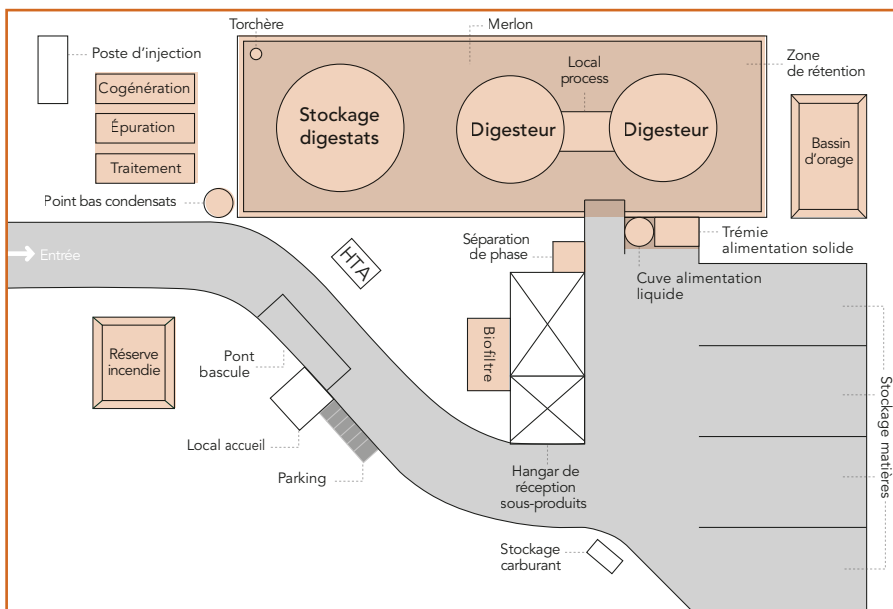 Torchère
Merlon
Poste d'injection
Local
process
Zone
de rétention
Cogénération
Épuration
Traitement
Stockage
digestats
Digesteur
Digesteur
Bassin
d'orage
Point bas condensats
Entrée
HTA
Séparation
de phase
Trémie
alimentation solide
Cuve alimentation
liquide
Réserve
incendie
Pont
bascule
Biofiltre
Stockage matières
Local accueil
Parking
Hangar de
réception
sous-produits
Stockage
carburant